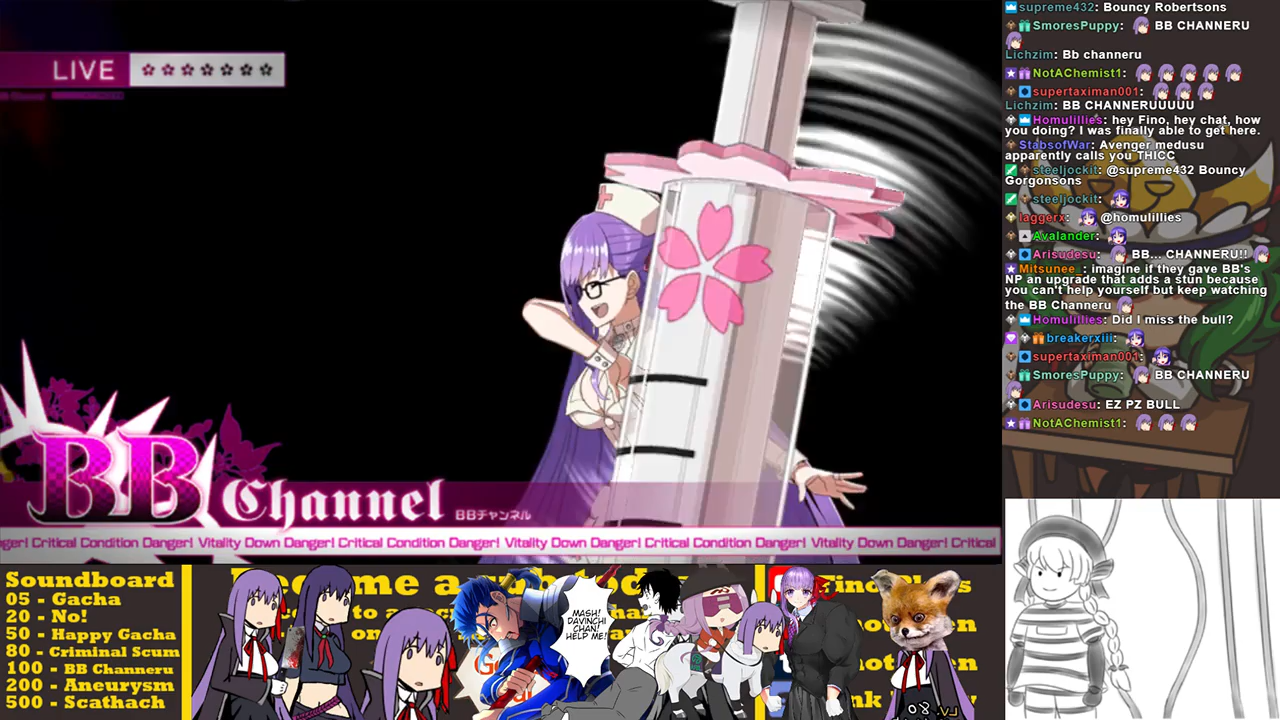 LIVE
BB Channel BBチャンネル
ger! Critical Condition Danger! Vitality Down Danger! Critical Condition Danger! Vitality Down Danger! Critical Condition Danger! Vitality Down Danger! Critical
supreme432: Bouncy Robertsons
SmoresPuppy: BB CHANNERU
Lichzim: Bb channeru
NotAChemist1:
supertaximan001:
Lichzim: BB CHANNERUUUUU
Homulillies: hey Fino, hey chat, how
you doing? I was finally able to get here.
StabsofWar: Avenger medusu
apparently calls you THICC
steeljockit: @supreme432 Bouncy
Gorgonsons
steeljockit:
laggerx: @homulillies
Avalander:
Arisudesu: BB... CHANNERU!!
Mitsunee_: imagine if they gave BB's
NP an upgrade that adds a stun because
you can't help yourself but keep watching
the BB Channeru
Homulillies: Did I miss the bull?
breakerxiii:
supertaximan001:
SmoresPuppy: BB CHANNERU
Arisudesu: EZ PZ BULL
NotAChemist1:
Soundboard
05 - Gacha
20 - No!
50 - Happy Gacha
80 - Criminal Scum
100 - BB Channeru
200 - Aneurysm
500 - Scathach
MASH!
DAVINCHI
CHAN!
HELP ME!